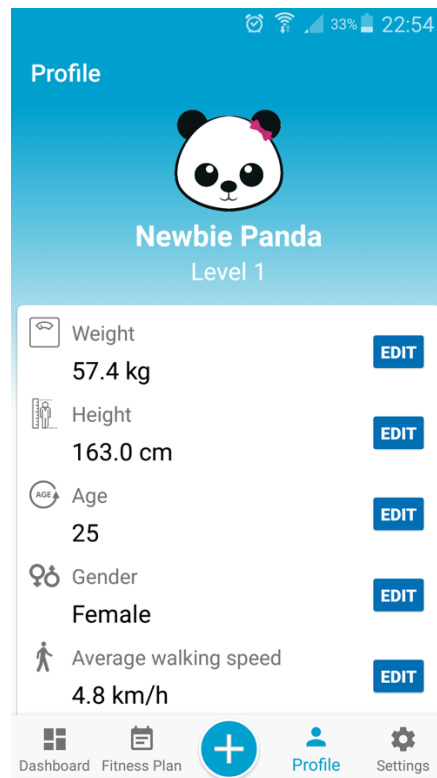 33% 22:54
Profile
Newbie Panda
Level 1
Weight
57.4 kg
EDIT
Height
163.0 cm
EDIT
AGE
Age
25
EDIT
Gender
Female
EDIT
Average walking speed
4.8 km/h
EDIT
Dashboard Fitness Plan Profile Settings